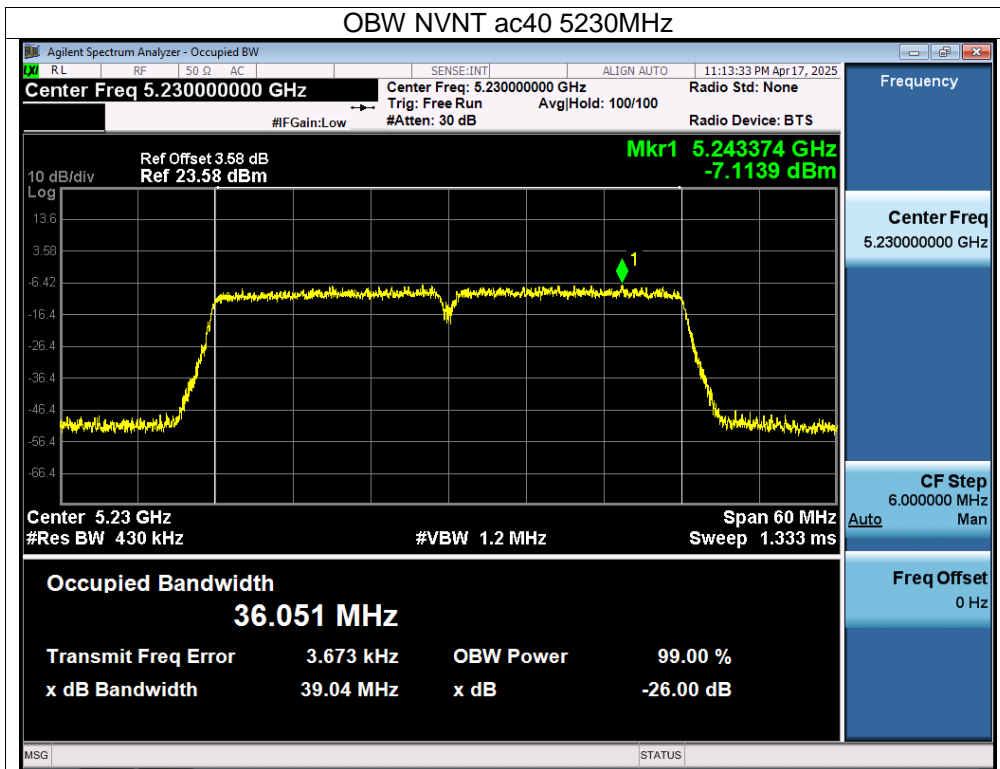 OBW NVNT ac40 5230MHz
Agilent Spectrum Analyzer - Occupied BW
LXI RL RF 50 Ω AC SENSE:INT ALIGN AUTO 11:13:33 PM Apr 17, 2025
Center Freq 5.230000000 GHz
Center Freq: 5.230000000 GHz Radio Std: None
Trig: Free Run Avg|Hold: 100/100
#IFGain:Low #Atten: 30 dB Radio Device: BTS
Ref Offset 3.58 dB
10 dB/div Ref 23.58 dBm
Mkr1 5.243374 GHz
-7.1139 dBm
Log
13.6
3.58
1
-6.42
-16.4
-26.4
-36.4
-46.4
-56.4
-66.4
Center 5.23 GHz Span 60 MHz
#Res BW 430 kHz #VBW 1.2 MHz Sweep 1.333 ms
Occupied Bandwidth
36.051 MHz
Transmit Freq Error 3.673 kHz OBW Power 99.00 %
x dB Bandwidth 39.04 MHz x dB -26.00 dB
MSG STATUS
Frequency
Center Freq
5.230000000 GHz
CF Step
6.000000 MHz
Auto Man
Freq Offset
0 Hz